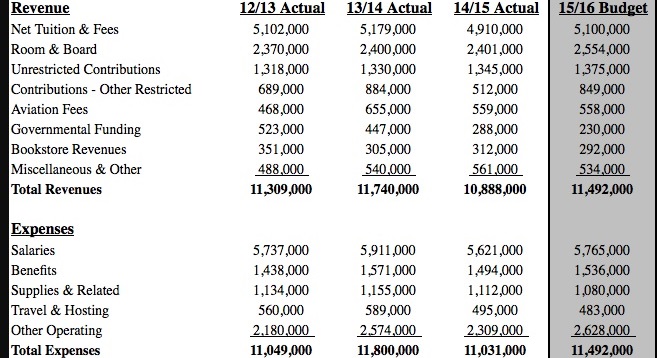 Revenue 12/13 Actual 13/14 Actual 14/15 Actual 15/16 Budget
Net Tuition & Fees 5,102,000 5,179,000 4,910,000 5,100,000
Room & Board 2,370,000 2,400,000 2,401,000 2,554,000
Unrestricted Contributions 1,318,000 1,330,000 1,345,000 1,375,000
Contributions - Other Restricted 689,000 884,000 512,000 849,000
Aviation Fees 468,000 655,000 559,000 558,000
Governmental Funding 523,000 447,000 288,000 230,000
Bookstore Revenues 351,000 305,000 312,000 292,000
Miscellaneous & Other 488,000 540,000 561,000 534,000
Total Revenues 11,309,000 11,740,000 10,888,000 11,492,000
Expenses
Salaries 5,737,000 5,911,000 5,621,000 5,765,000
Benefits 1,438,000 1,571,000 1,494,000 1,536,000
Supplies & Related 1,134,000 1,155,000 1,112,000 1,080,000
Travel & Hosting 560,000 589,000 495,000 483,000
Other Operating 2,180,000 2,574,000 2,309,000 2,628,000
Total Expenses 11,049,000 11,800,000 11,031,000 11,492,000